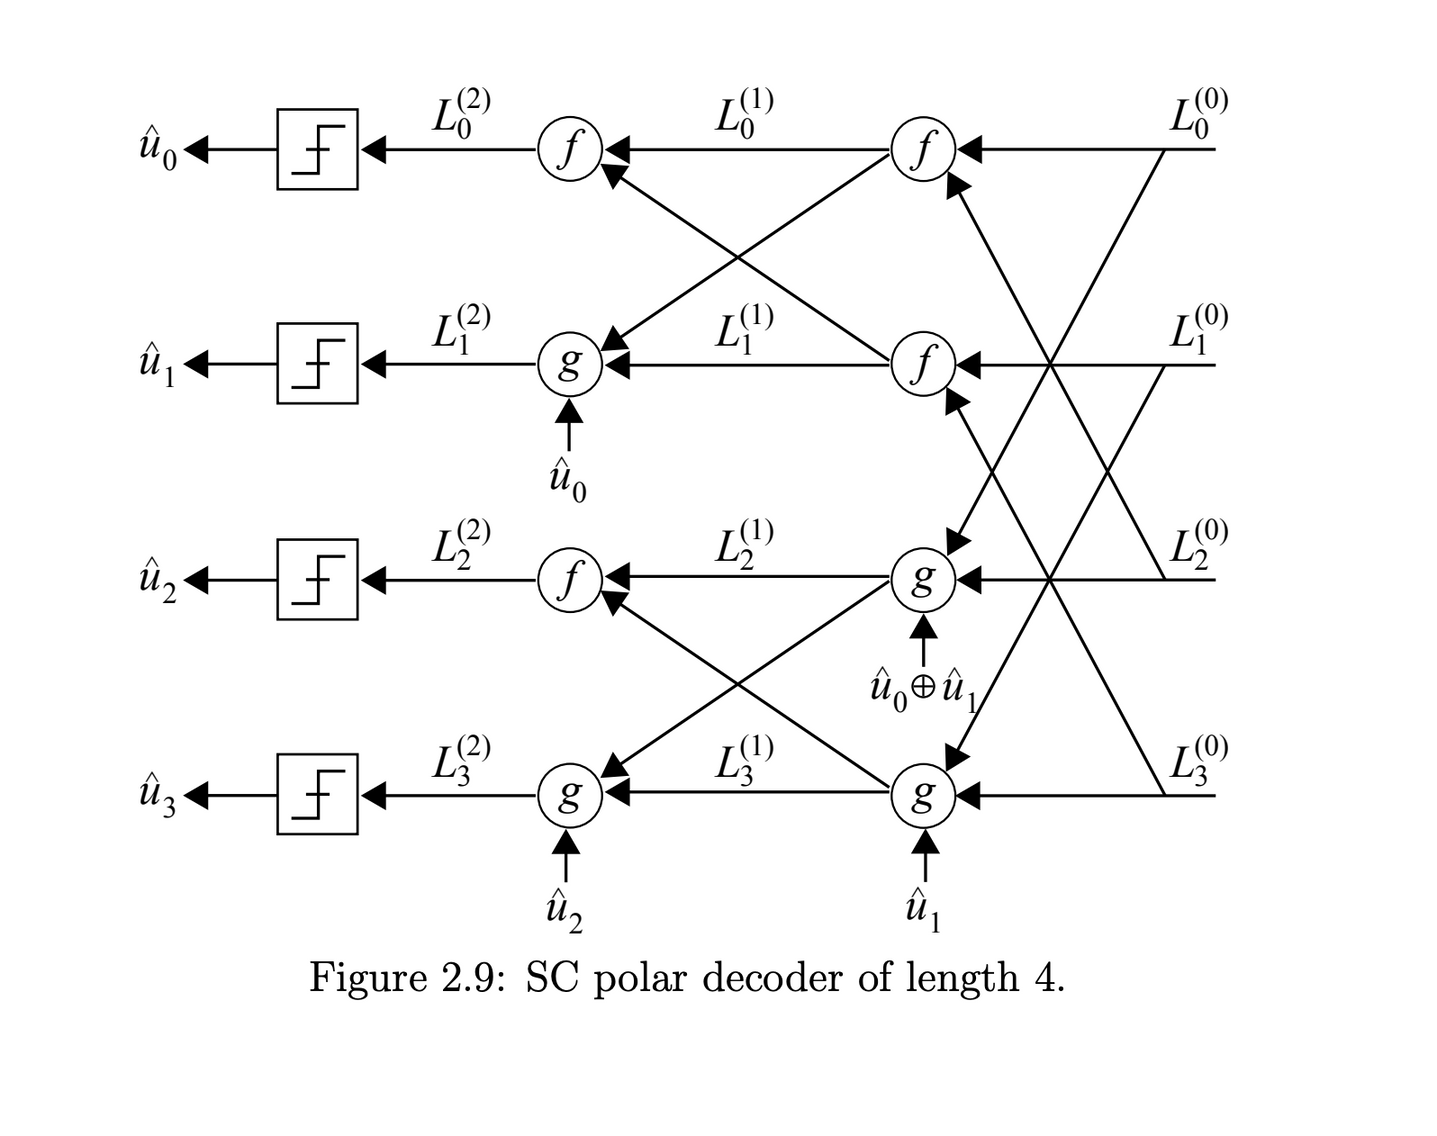 û₀ L₀⁽²⁾ f L₀⁽¹⁾ f L₀⁽⁰⁾
û₁ L₁⁽²⁾ g L₁⁽¹⁾ f L₁⁽⁰⁾
û₀
û₂ L₂⁽²⁾ f L₂⁽¹⁾ g L₂⁽⁰⁾
û₀⊕û₁
û₃ L₃⁽²⁾ g L₃⁽¹⁾ g L₃⁽⁰⁾
û₂ û₁
Figure 2.9: SC polar decoder of length 4.